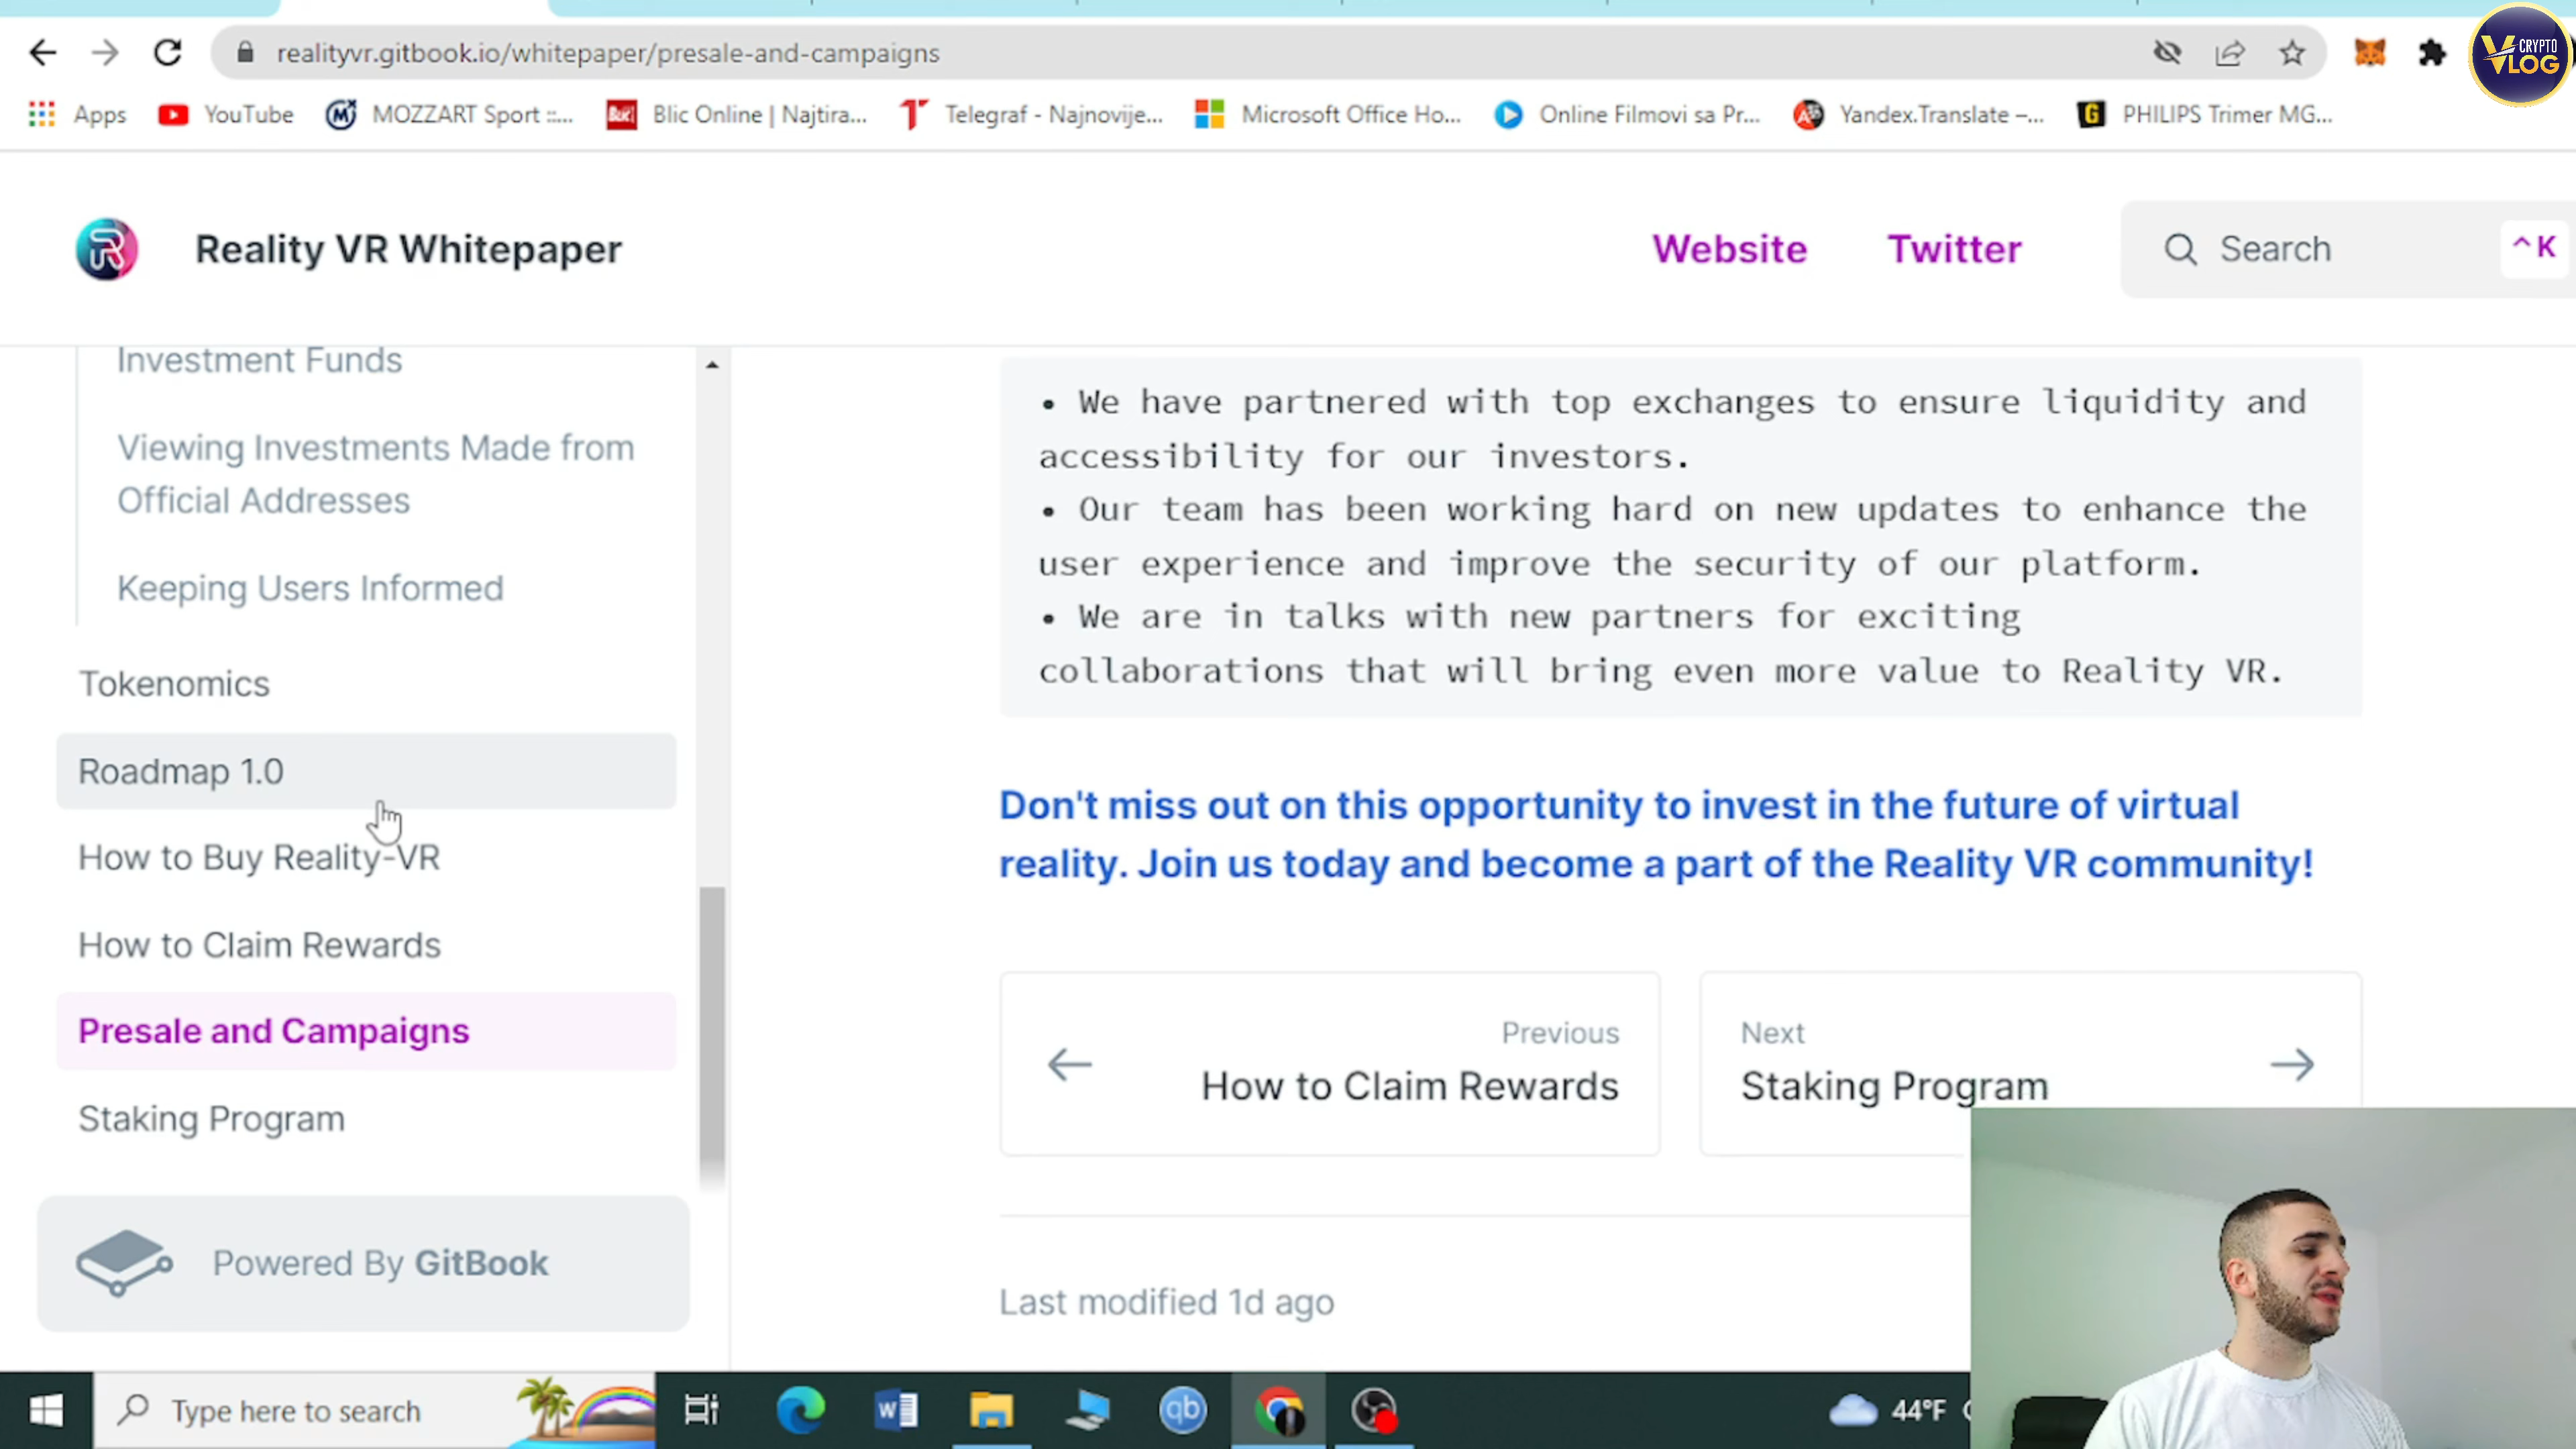 realityvr.gitbook.io/whitepaper/presale-and-campaigns
CRYPTO
VLOG
Apps
YouTube
MOZZART Sport ::...
Blic Online | Najtira...
Telegraf - Najnovije...
Microsoft Office Ho...
Online Filmovi sa Pr...
Yandex.Translate –...
PHILIPS Trimer MG...
Reality VR Whitepaper
Website
Twitter
Search
^ K
Investment Funds
Viewing Investments Made from
Official Addresses
Keeping Users Informed
Tokenomics
Roadmap 1.0
How to Buy Reality-VR
How to Claim Rewards
Presale and Campaigns
Staking Program
Powered By GitBook
• We have partnered with top exchanges to ensure liquidity and
accessibility for our investors.
• Our team has been working hard on new updates to enhance the
user experience and improve the security of our platform.
• We are in talks with new partners for exciting
collaborations that will bring even more value to Reality VR.
Don't miss out on this opportunity to invest in the future of virtual
reality. Join us today and become a part of the Reality VR community!
Previous
How to Claim Rewards
Next
Staking Program
Last modified 1d ago
Type here to search
qb
44°F